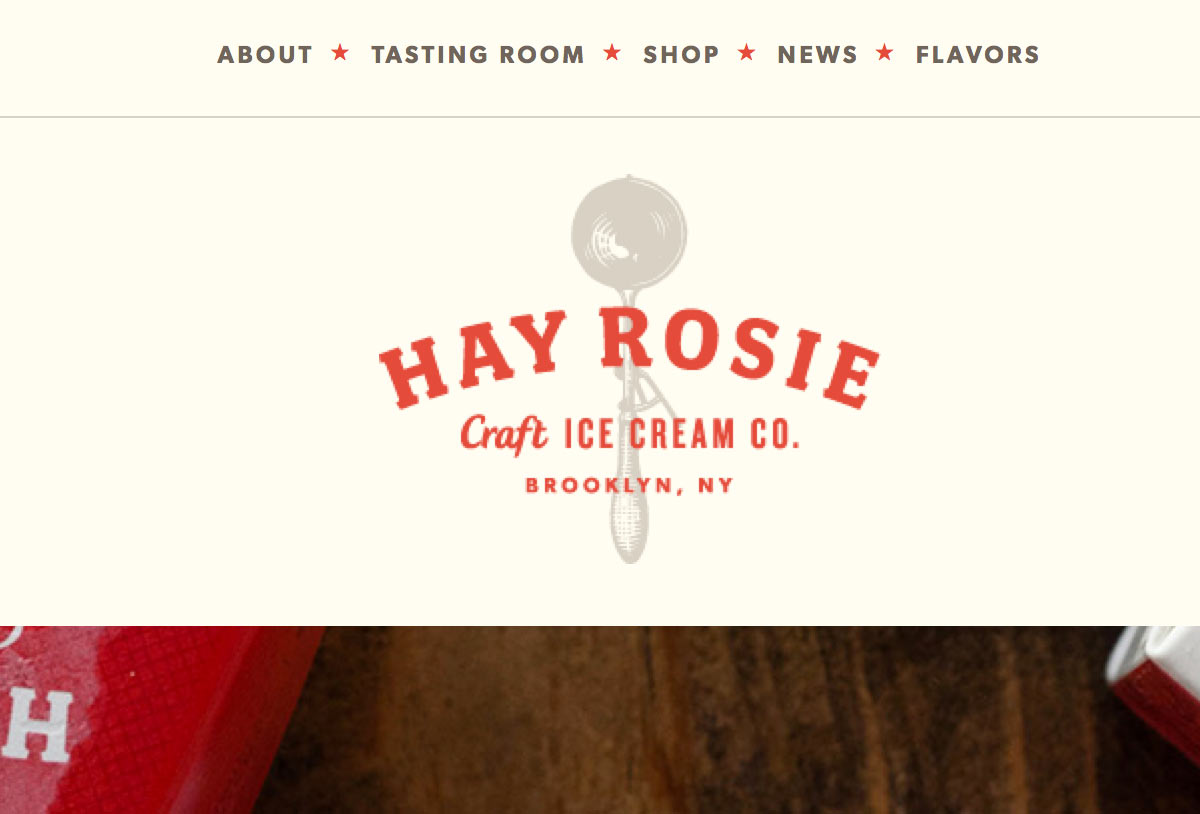 ABOUT ★ TASTING ROOM ★ SHOP ★ NEWS ★ FLAVORS
HAY ROSIE
Craft ICE CREAM CO.
BROOKLYN, NY
H